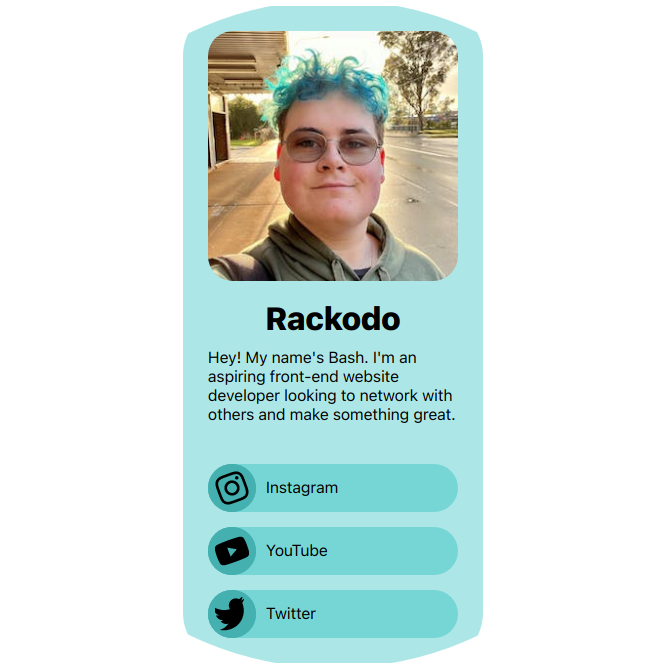 Rackodo
Hey! My name's Bash. I'm an
aspiring front-end website
developer looking to network with
others and make something great.
Instagram
YouTube
Twitter